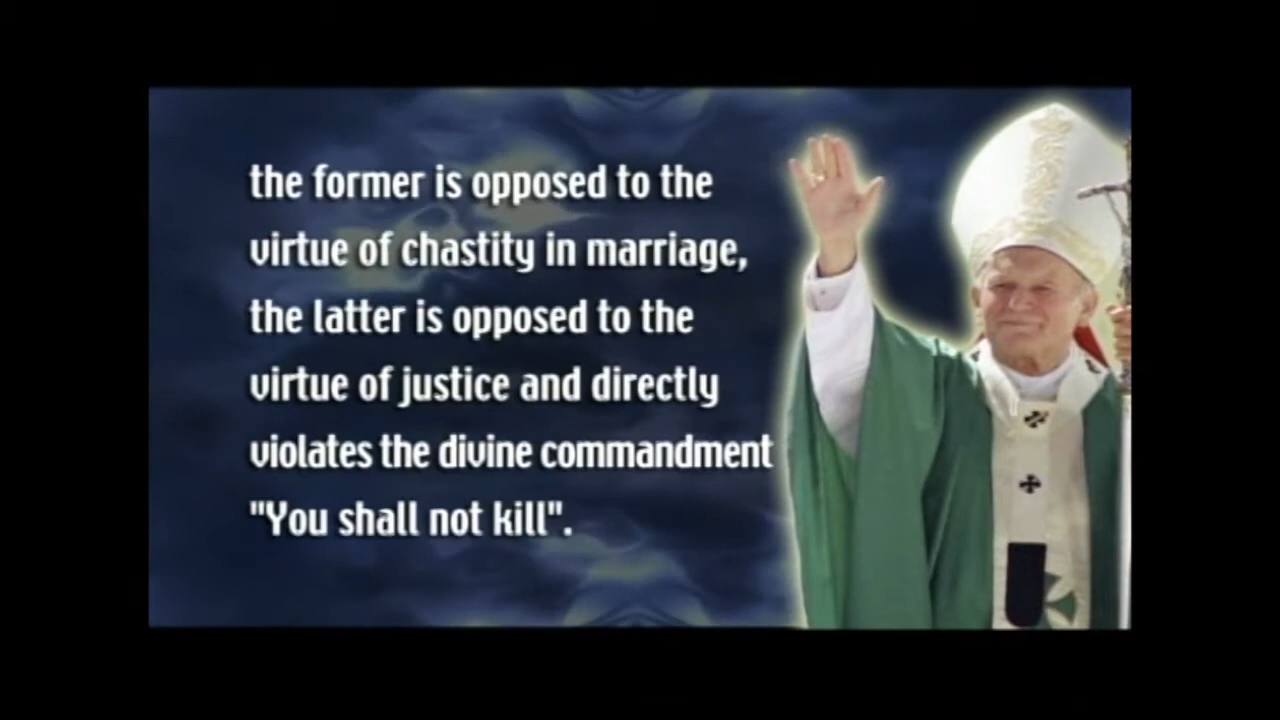 the former is opposed to the
virtue of chastity in marriage,
the latter is opposed to the
virtue of justice and directly
violates the divine commandment
"You shall not kill".